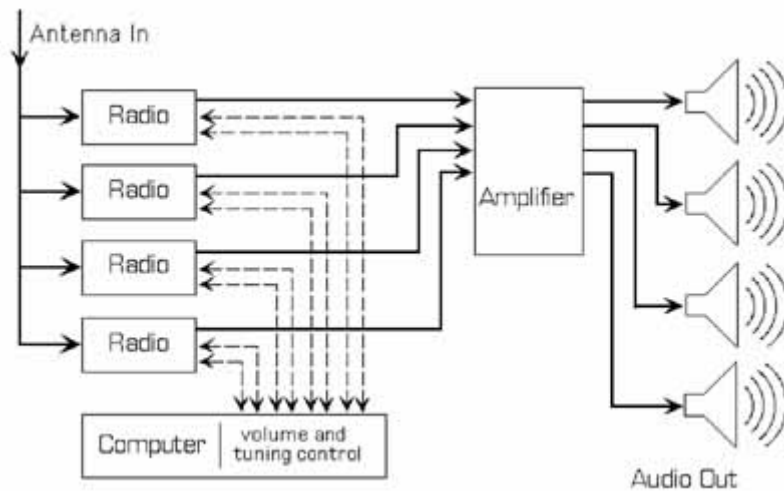 Antenna In
Radio
Radio
Radio
Radio
Amplifier
Computer
volume and
tuning control
Audio Out